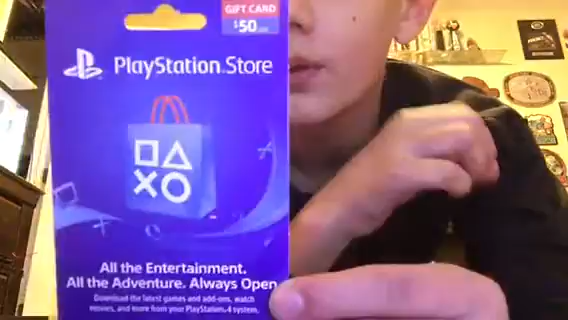 GIFT CARD
$50
PlayStation.Store
All the Entertainment.
All the Adventure. Always Open.
Download the latest games and add-ons, watch
movies, and more from your PlayStation.4 system.